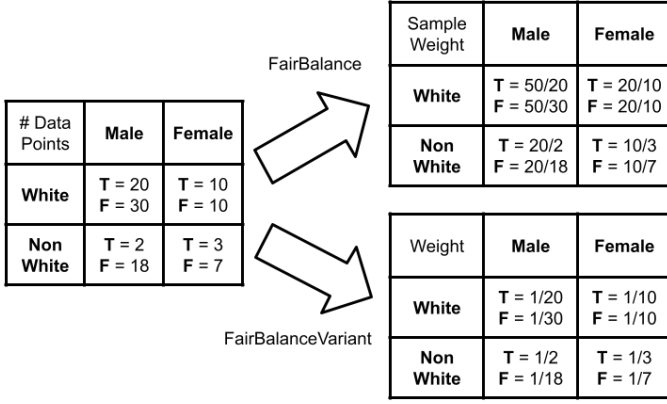 # Data
Points
Male
Female
White
T = 20
F = 30
T = 10
F = 10
Non
White
T = 2
F = 18
T = 3
F = 7
FairBalance
FairBalanceVariant
Sample
Weight
Male
Female
White
T = 50/20
F = 50/30
T = 20/10
F = 20/10
Non
White
T = 20/2
F = 20/18
T = 10/3
F = 10/7
Weight
Male
Female
White
T = 1/20
F = 1/30
T = 1/10
F = 1/10
Non
White
T = 1/2
F = 1/18
T = 1/3
F = 1/7